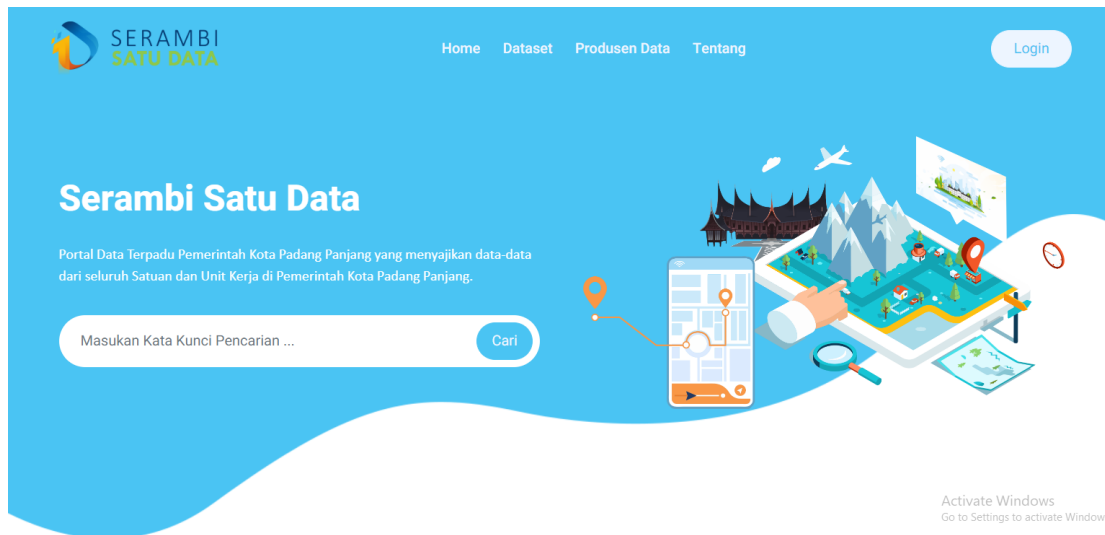 SERAMBI
SATU DATA
Home Dataset Produsen Data Tentang
Login
Serambi Satu Data
Portal Data Terpadu Pemerintah Kota Padang Panjang yang menyajikan data-data
dari seluruh Satuan dan Unit Kerja di Pemerintah Kota Padang Panjang.
Masukan Kata Kunci Pencarian ...
Cari
Activate Windows
Go to Settings to activate Window